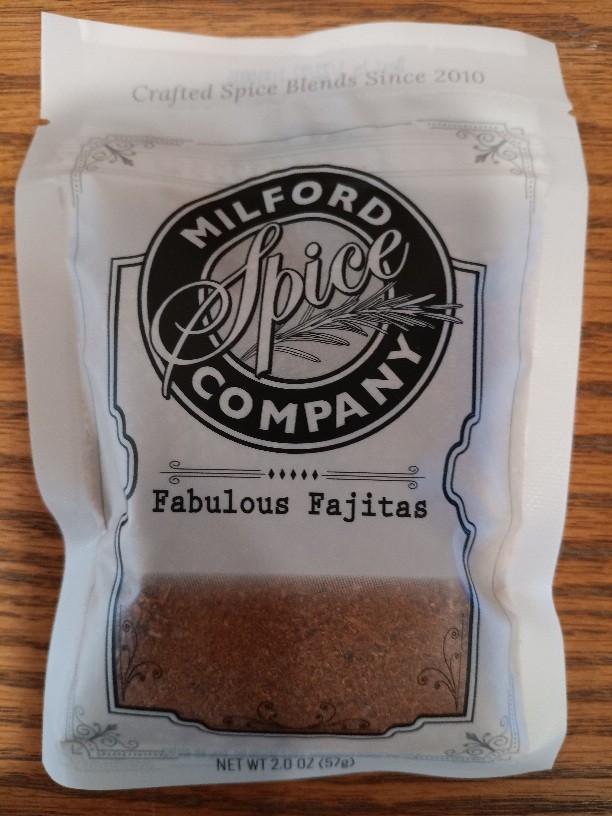 Crafted Spice Blends Since 2010
MILFORD
Spice
COMPANY
Fabulous Fajitas
NET WT 2.0 OZ (57g)